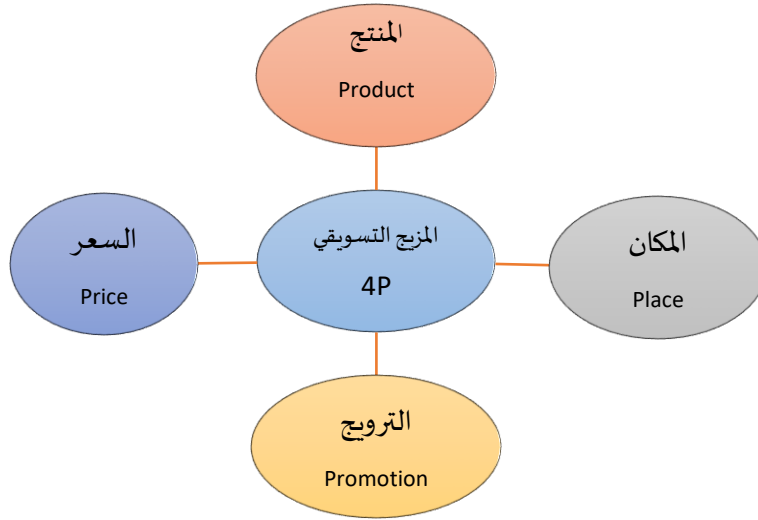 المنتج
Product
السعر
Price
المزيج التسويقي
4P
المكان
Place
الترويج
Promotion